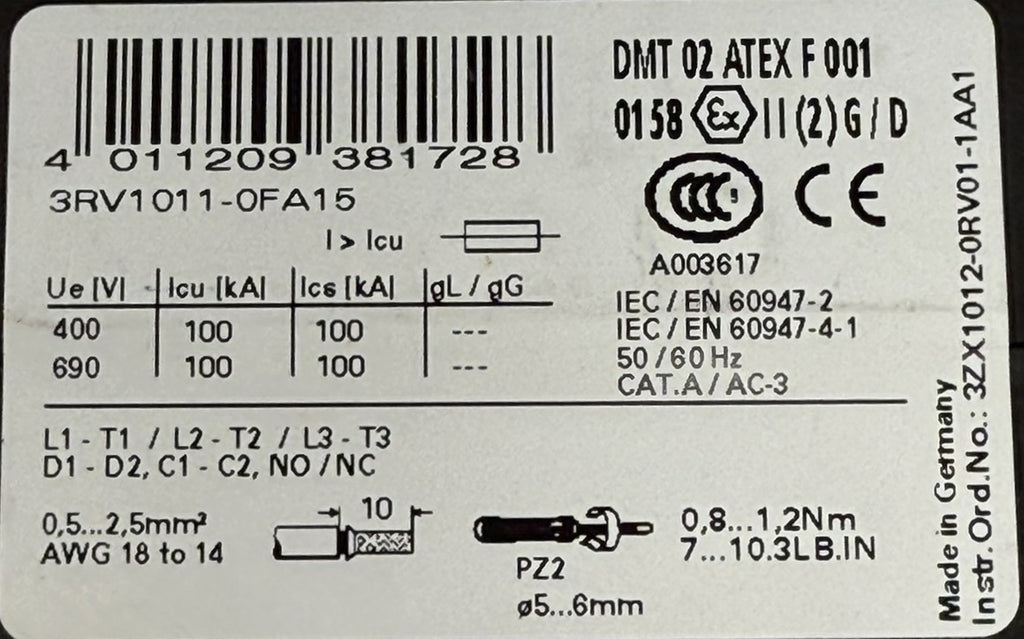 4 011209 381728
3RV1011-0FA15
I > Icu
Ue [V] Icu [kA] Ics [kA] gL / gG
400 100 100 ---
690 100 100 ---
DMT 02 ATEX F 001
0158 Ex II (2) G / D
CCC S CE
A003617
IEC / EN 60947-2
IEC / EN 60947-4-1
50 / 60 Hz
CAT.A / AC-3
L1 - T1 / L2 - T2 / L3 - T3
D1 - D2, C1 - C2, NO / NC
0,5...2,5mm²
AWG 18 to 14
10
PZ2
ø5...6mm
0,8...1,2Nm
7...10.3LB.IN
Made in Germany
Instr.Ord.No.: 3ZX1012-0RV01-1AA1